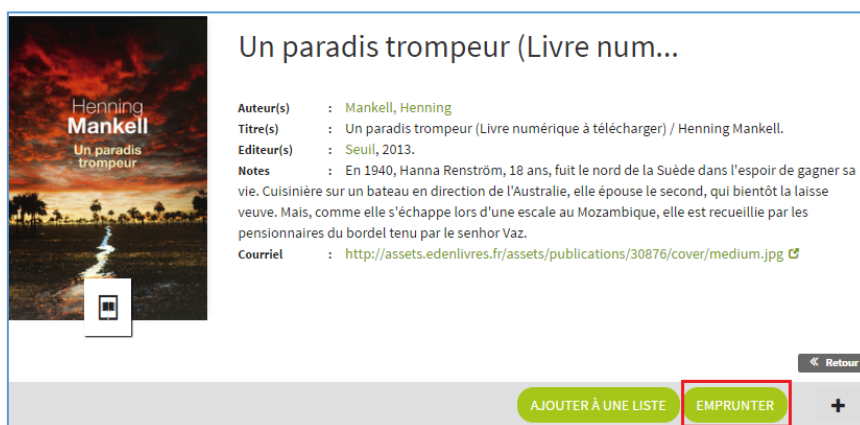 Henning
Mankell
Un paradis
trompeur
Un paradis trompeur (Livre num...
Auteur(s) : Mankell, Henning
Titre(s) : Un paradis trompeur (Livre numérique à télécharger) / Henning Mankell.
Editeur(s) : Seuil, 2013.
Notes : En 1940, Hanna Renström, 18 ans, fuit le nord de la Suède dans l'espoir de gagner sa
vie. Cuisinière sur un bateau en direction de l'Australie, elle épouse le second, qui bientôt la laisse
veuve. Mais, comme elle s'échappe lors d'une escale au Mozambique, elle est recueillie par les
pensionnaires du bordel tenu par le senhor Vaz.
Courriel : http://assets.edenlivres.fr/assets/publications/30876/cover/medium.jpg
« Retour
AJOUTER À UNE LISTE EMPRUNTER +